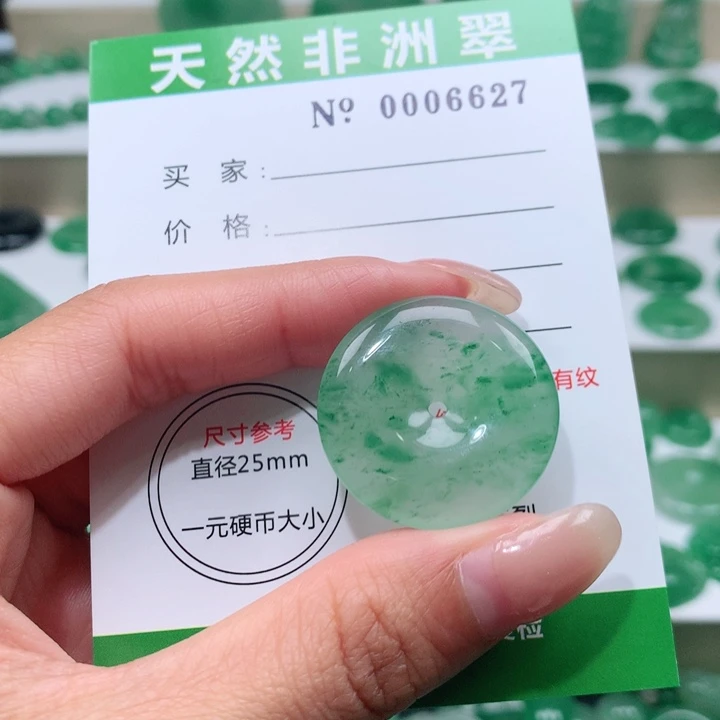 天然非洲翠
Nº 0006627
买 家：
价 格：
有纹
尺寸参考
直径25mm
一元硬币大小
检